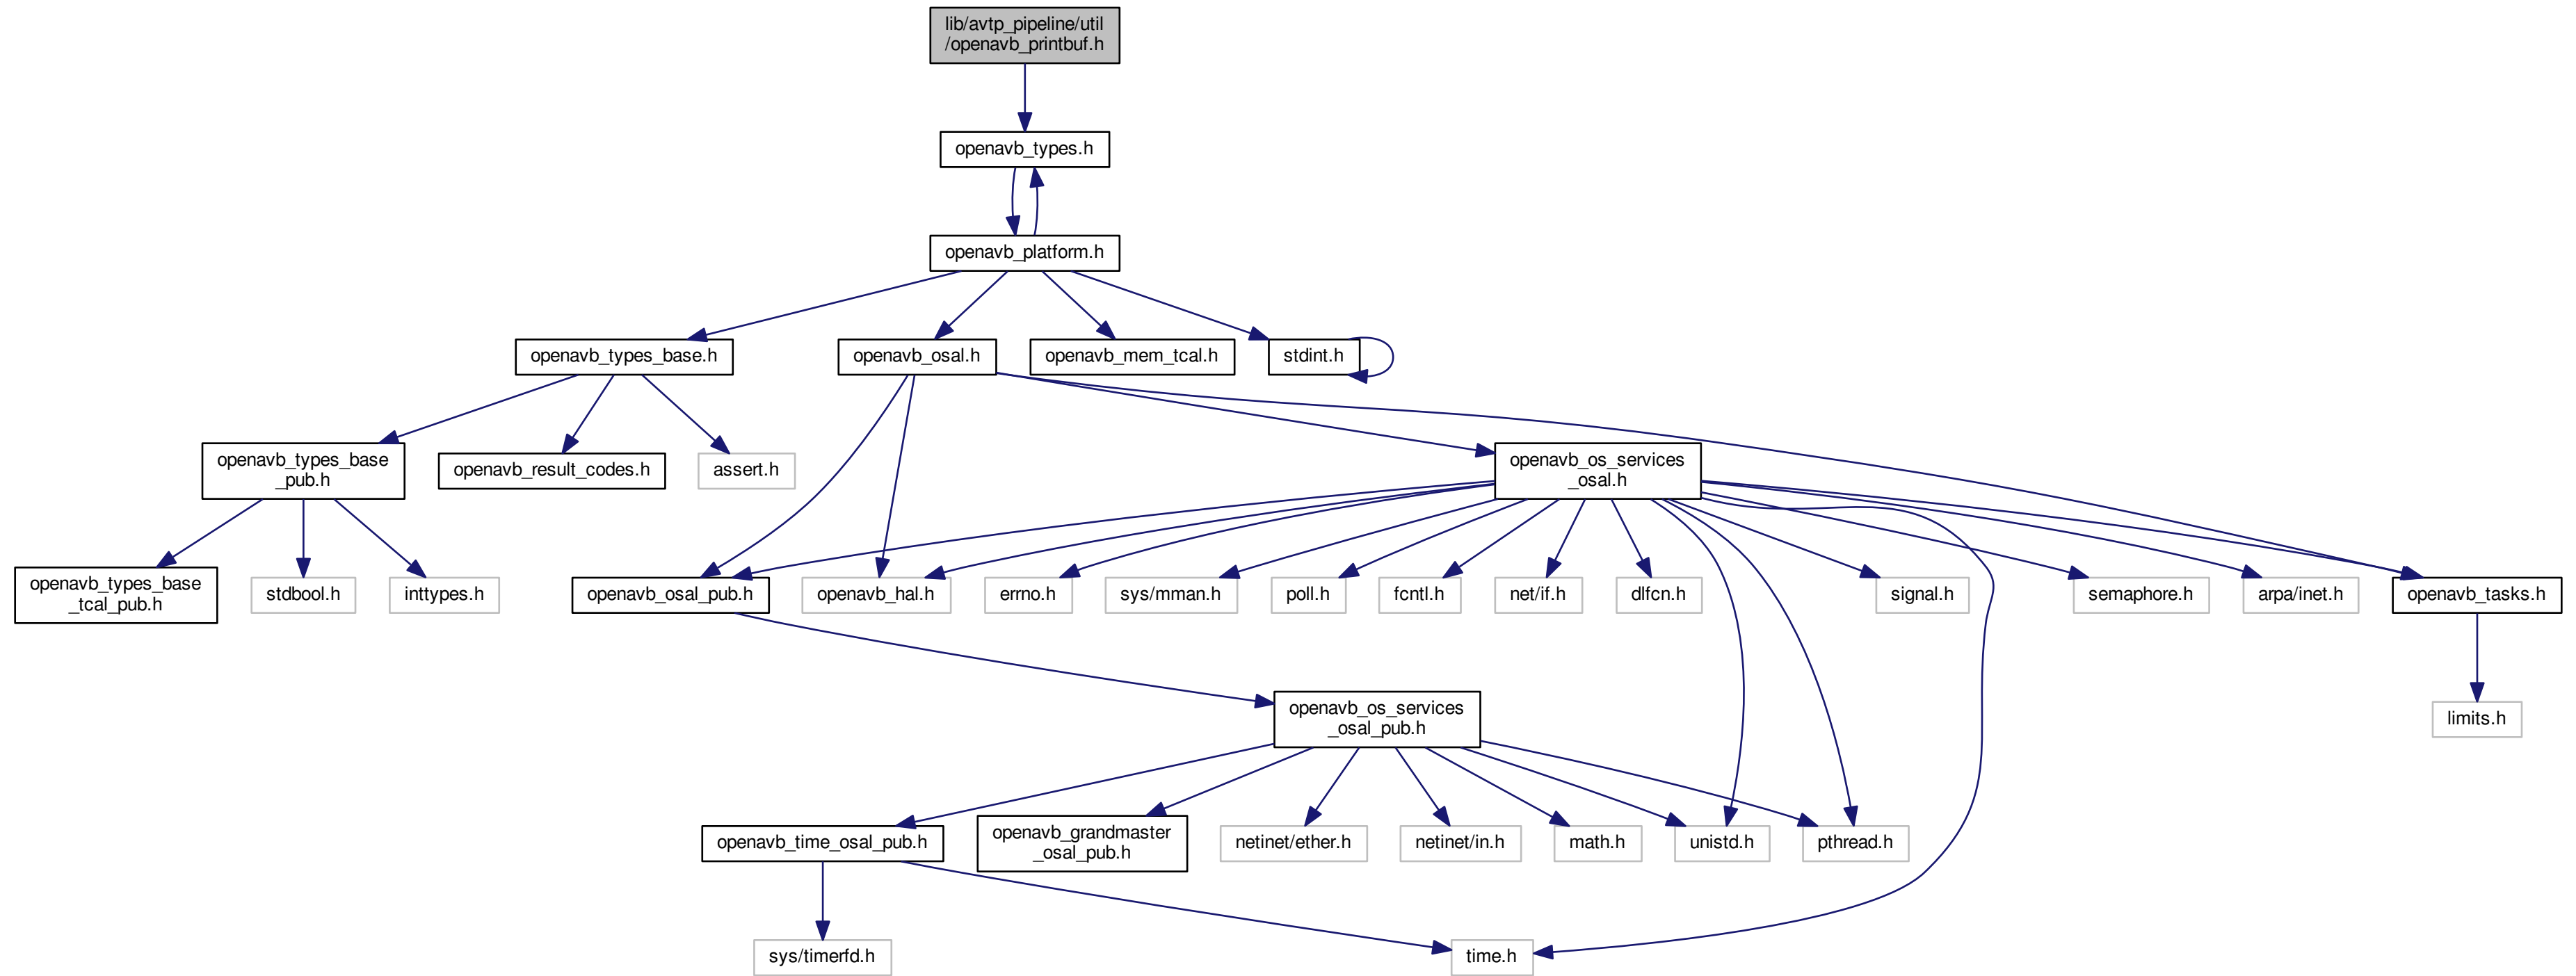 lib/avtp_pipeline/util
/openavb_printbuf.h
openavb_types.h
openavb_platform.h
openavb_types_base.h
openavb_osal.h
openavb_mem_tcal.h
stdint.h
openavb_types_base
_pub.h
openavb_result_codes.h
assert.h
openavb_os_services
_osal.h
openavb_types_base
_tcal_pub.h
stdbool.h
inttypes.h
openavb_osal_pub.h
openavb_hal.h
errno.h
sys/mman.h
poll.h
fcntl.h
net/if.h
dlfcn.h
signal.h
semaphore.h
arpa/inet.h
openavb_tasks.h
openavb_os_services
_osal_pub.h
limits.h
openavb_time_osal_pub.h
openavb_grandmaster
_osal_pub.h
netinet/ether.h
netinet/in.h
math.h
unistd.h
pthread.h
sys/timerfd.h
time.h